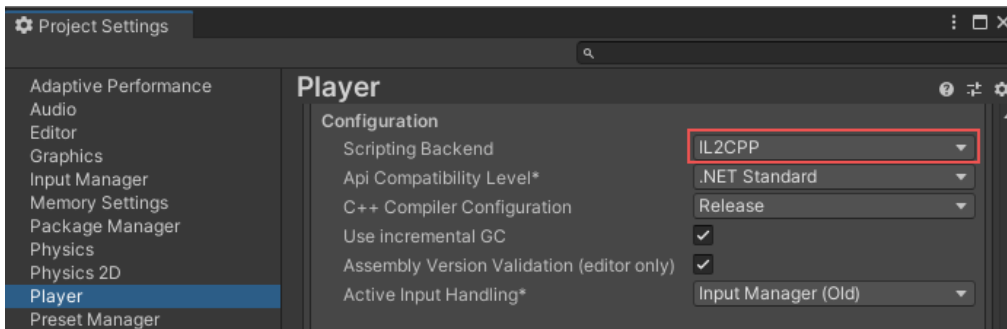 Project Settings
Adaptive Performance
Audio
Editor
Graphics
Input Manager
Memory Settings
Package Manager
Physics
Physics 2D
Player
Preset Manager
Player
Configuration
Scripting Backend IL2CPP
Api Compatibility Level* .NET Standard
C++ Compiler Configuration Release
Use incremental GC
Assembly Version Validation (editor only)
Active Input Handling* Input Manager (Old)